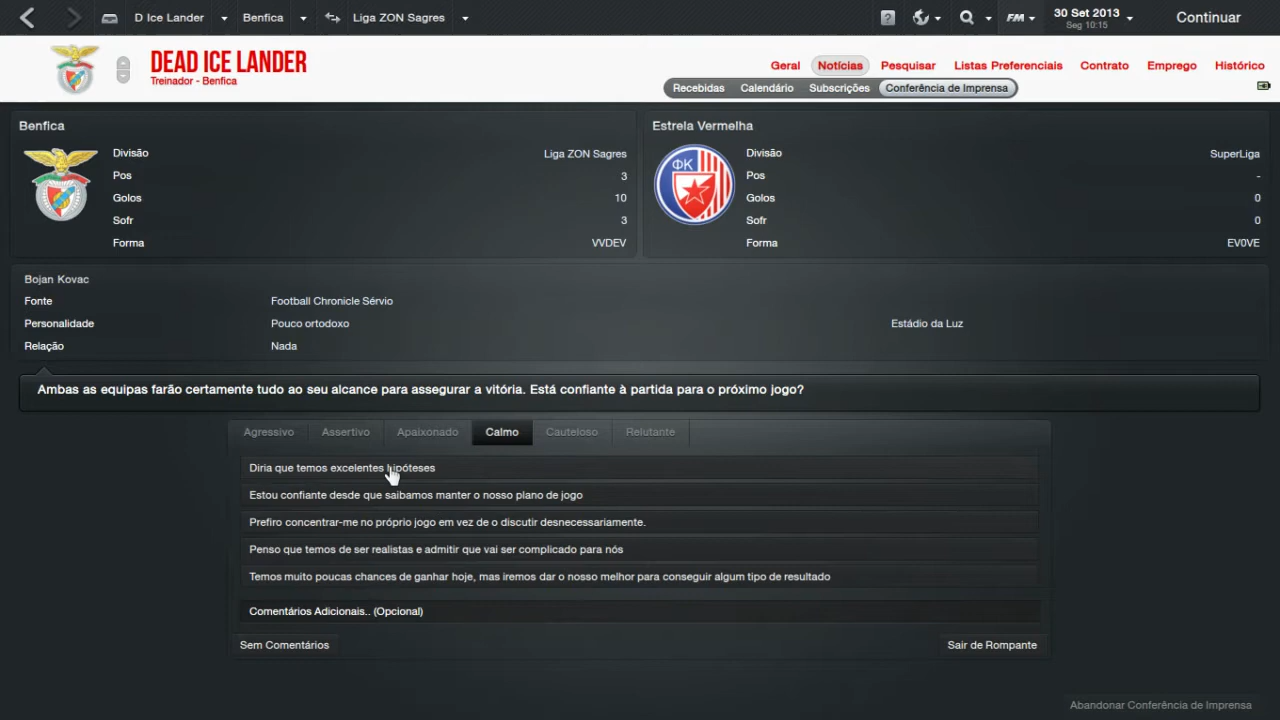 D Ice Lander
Benfica
Liga ZON Sagres
?
FM
30 Set 2013
Seg 10:15
Continuar
DEAD ICE LANDER
Treinador - Benfica
Geral
Notícias
Pesquisar
Listas Preferenciais
Contrato
Emprego
Histórico
Recebidas
Calendário
Subscrições
Conferência de Imprensa
Benfica
Divisão Liga ZON Sagres
Pos 3
Golos 10
Sofr 3
Forma VVDEV
Estrela Vermelha
ФК
Divisão SuperLiga
Pos -
Golos 0
Sofr 0
Forma EV0VE
Bojan Kovac
Fonte Football Chronicle Sérvio
Personalidade Pouco ortodoxo
Estádio da Luz
Relação Nada
Ambas as equipas farão certamente tudo ao seu alcance para assegurar a vitória. Está confiante à partida para o próximo jogo?
Agressivo
Assertivo
Apaixonado
Calmo
Cauteloso
Relutante
Diria que temos excelentes hipóteses
Estou confiante desde que saibamos manter o nosso plano de jogo
Prefiro concentrar-me no próprio jogo em vez de o discutir desnecessariamente.
Penso que temos de ser realistas e admitir que vai ser complicado para nós
Temos muito poucas chances de ganhar hoje, mas iremos dar o nosso melhor para conseguir algum tipo de resultado
Comentários Adicionais.. (Opcional)
Sem Comentários
Sair de Rompante
Abandonar Conferência de Imprensa